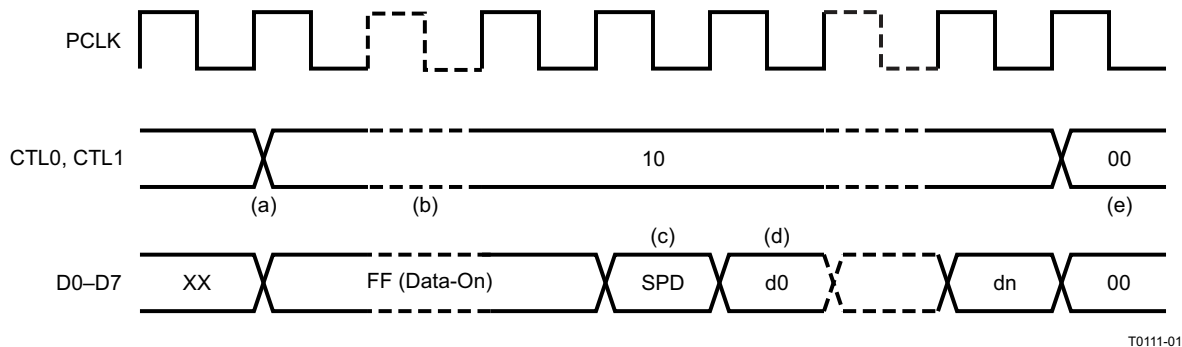 PCLK
CTL0, CTL1
10
00
(a)
(b)
(e)
(c)
(d)
D0–D7
XX
FF (Data-On)
SPD
d0
dn
00
T0111-01